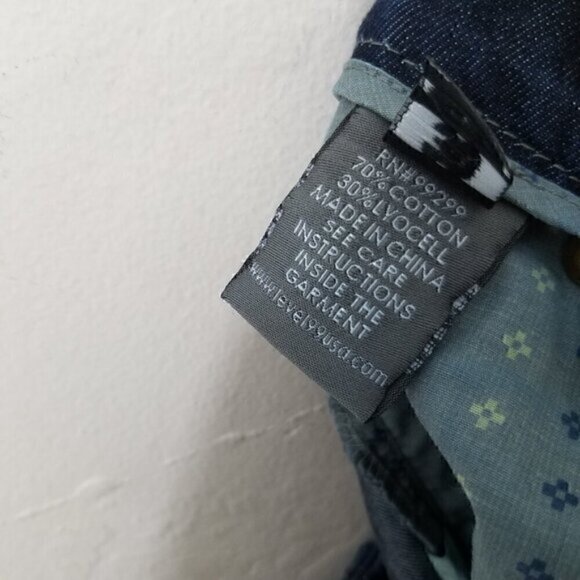 RN#99299
70% COTTON
30% LYOCELL
MADE IN CHINA
SEE CARE
INSTRUCTIONS
INSIDE THE
GARMENT
www.level99usa.com